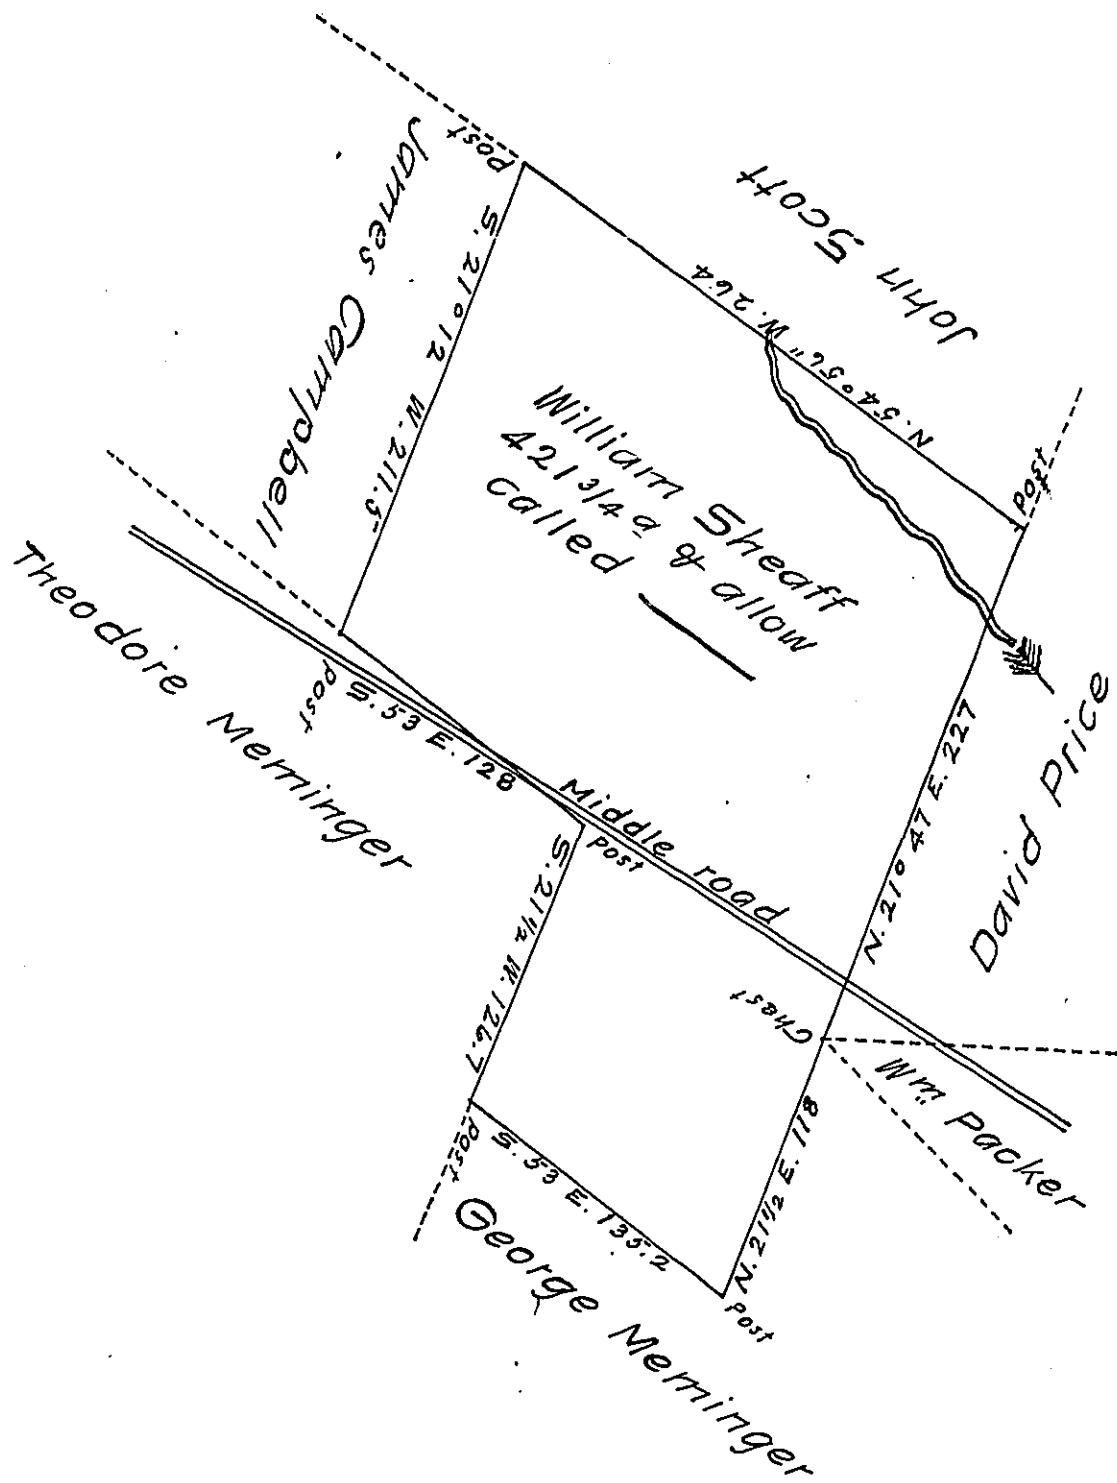 John Scott
Post
James Campbell
S. 21° 12 W. 211.5
N. 54° 56" W. 264
Post
William Sheaff
421 3/4 a & allow
called
Theodore Meminger
Post
S. 53 E. 128
Middle road
Post
N. 21° 47 E. 227
David Price
S. 21 1/2 W. 126.7
Chest
Wm Packer
Post
S. 53 E. 135.2
N. 21 1/2 E. 118
Post
George Meminger